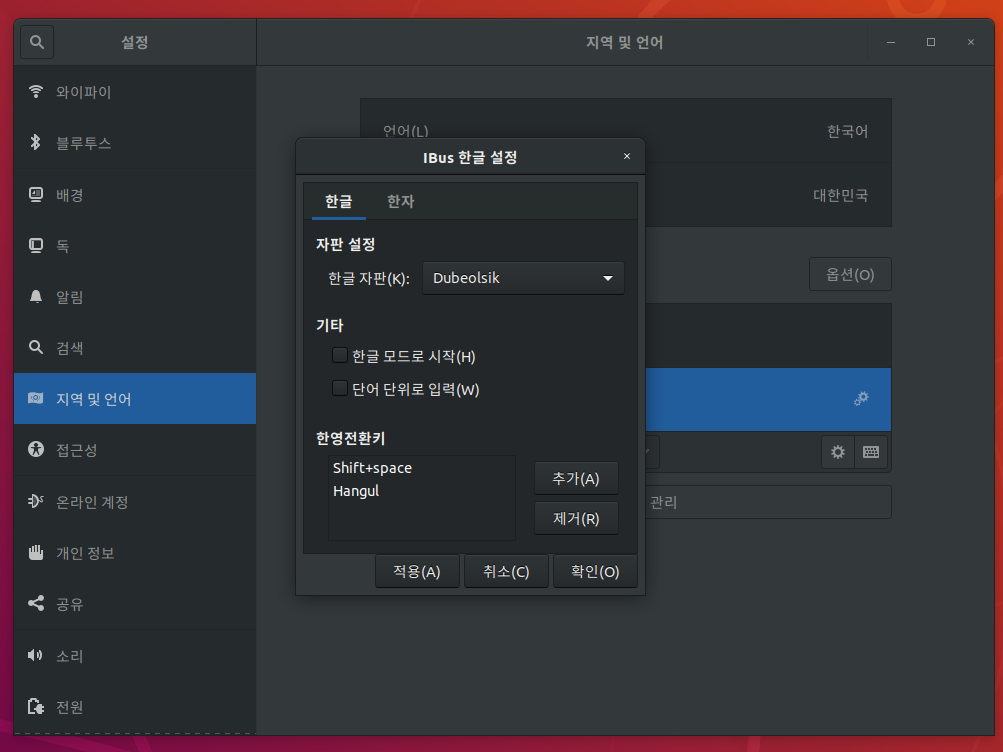 설정
지역 및 언어
와이파이
블루투스
배경
독
알림
검색
지역 및 언어
접근성
온라인 계정
개인 정보
공유
소리
전원
언어(L)
한국어
대한민국
옵션(O)
관리
IBus 한글 설정
한글
한자
자판 설정
한글 자판(K):
Dubeolsik
기타
한글 모드로 시작(H)
단어 단위로 입력(W)
한영전환키
Shift+space
Hangul
추가(A)
제거(R)
적용(A)
취소(C)
확인(O)